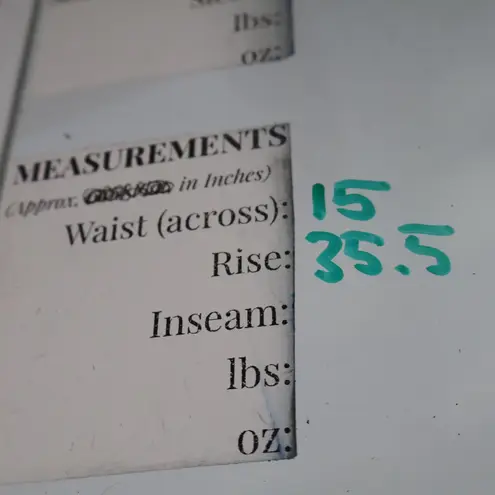 lbs:
oz:
MEASUREMENTS
(Approx. in Inches)
Waist (across): 15
Rise: 35.5
Inseam:
lbs:
oz: